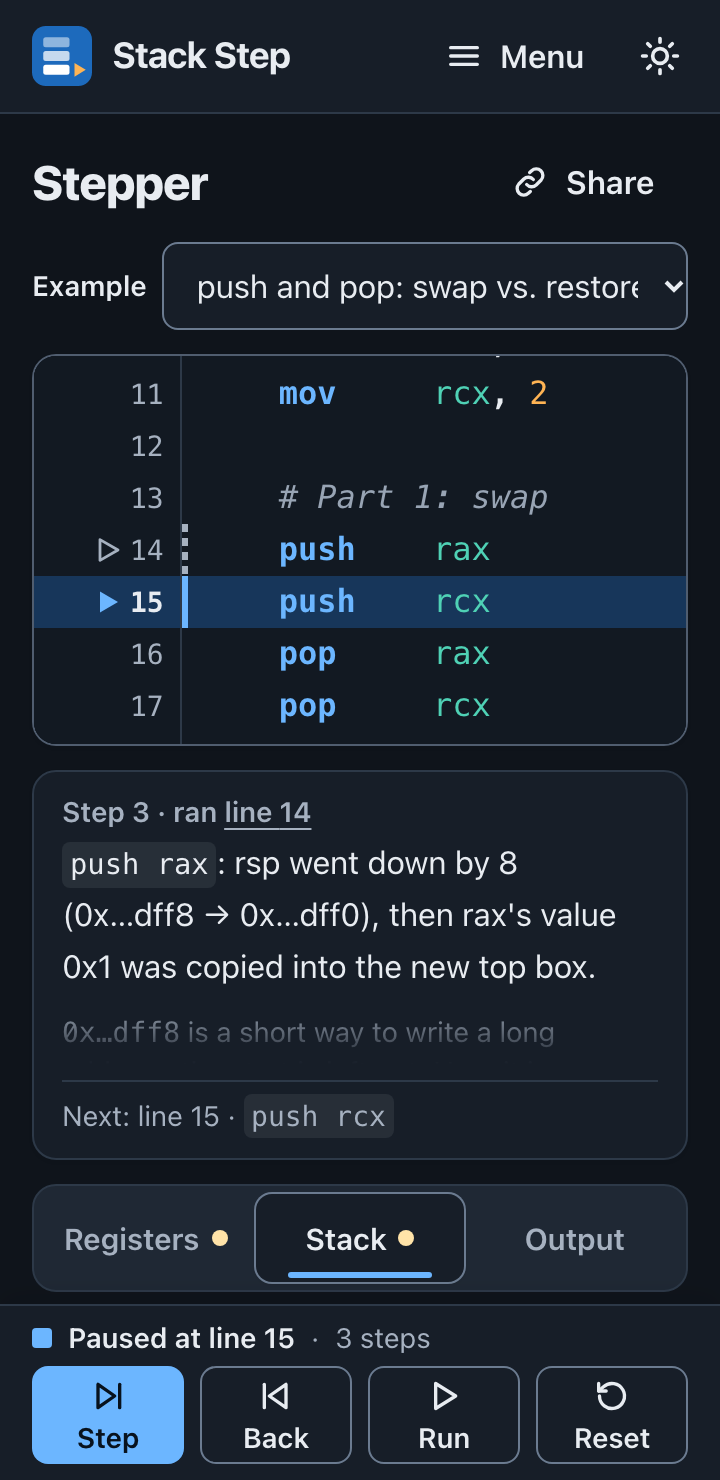 Stack Step
Menu
Stepper
Share
Example
push and pop: swap vs. restore
11 mov rcx, 2
12
13 # Part 1: swap
14 push rax
15 push rcx
16 pop rax
17 pop rcx
Step 3 · ran line 14
push rax: rsp went down by 8
(0x…dff8 → 0x…dff0), then rax's value
0x1 was copied into the new top box.
0x…dff8 is a short way to write a long
Next: line 15 · push rcx
Registers
Stack
Output
Paused at line 15 · 3 steps
Step
Back
Run
Reset